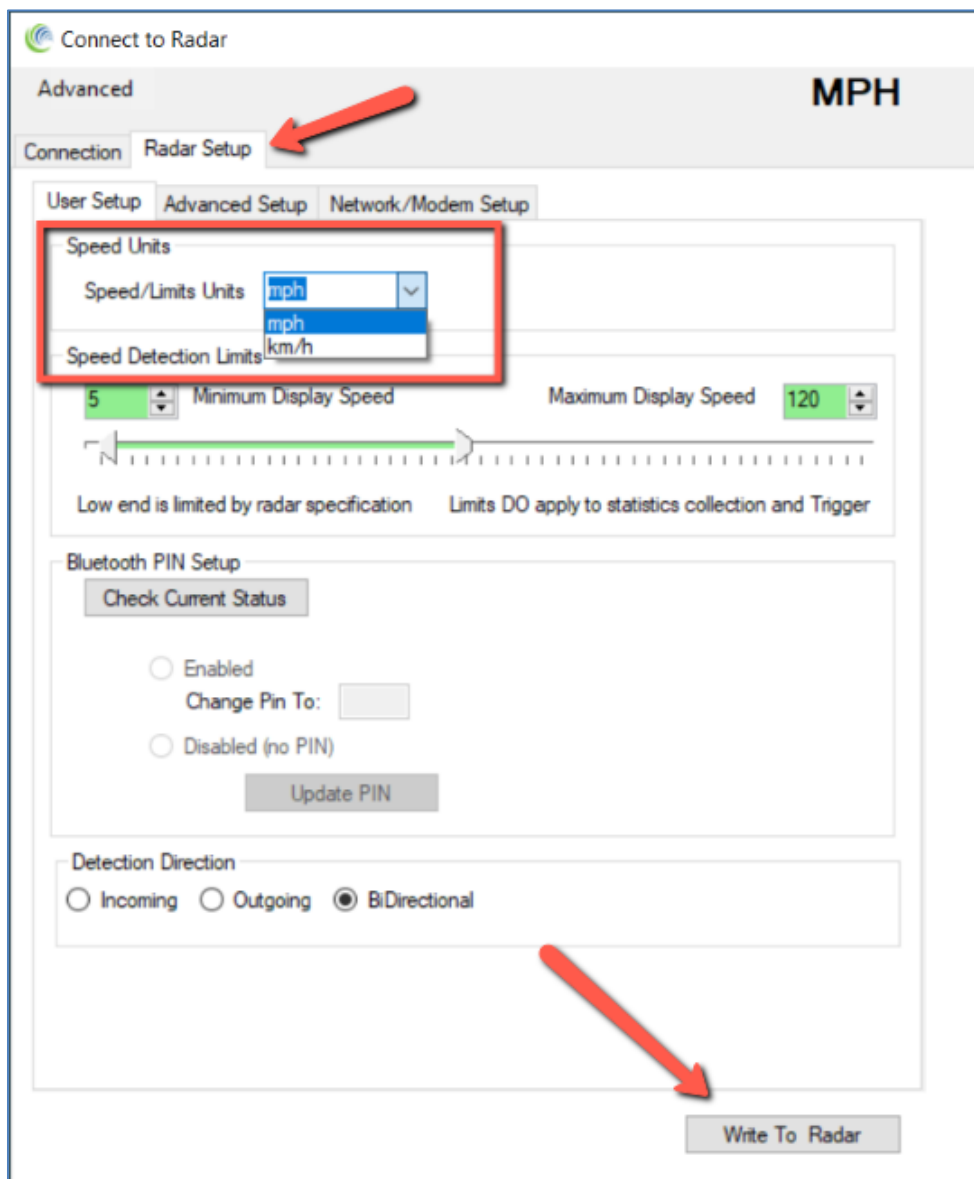 Connect to Radar
Advanced MPH
Connection Radar Setup
User Setup Advanced Setup Network/Modem Setup
Speed Units
Speed/Limits Units mph
mph
km/h
Speed Detection Limits
5 Minimum Display Speed Maximum Display Speed 120
Low end is limited by radar specification Limits DO apply to statistics collection and Trigger
Bluetooth PIN Setup
Check Current Status
Enabled
Change Pin To:
Disabled (no PIN)
Update PIN
Detection Direction
Incoming Outgoing BiDirectional
Write To Radar